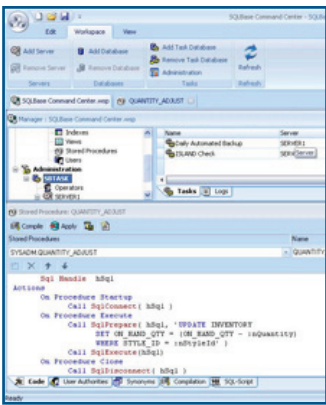 SQLBase Command Center - SQLBase
Edit Workspace View
Add Server Add Database Add Task Database
Remove Server Remove Database Remove Task Database
Administration Refresh
Servers Databases Tasks Refresh
SQLBase Command Center.wsp QUANTITY_ADJUST
Manager : SQLBase Command Center.wsp
Indexes
Views
Stored Procedures
Users
Administration
SBTASK
Operators
SERVER1
Name Server
Daily Automated Backup SERVER1
ISLAND Check Server
Tasks Logs
Stored Procedure: QUANTITY_ADJUST
Compile Apply
Stored Procedures Name
SYSADM.QUANTITY_ADJUST QUANTITY
Sql Handle hSql
Actions
On Procedure Startup
Call SqlConnect( hSql )
On Procedure Execute
Call SqlPrepare( hSql, 'UPDATE INVENTORY
SET ON_HAND_QTY = (ON_HAND_QTY - :nQuantity)
WHERE STYLE_ID = :nStyleId' )
Call SqlExecute(hSql)
On Procedure Close
Call SqlDisconnect( hSql )
Code User Authorities Synonyms Compilation SQL-Script
Ready